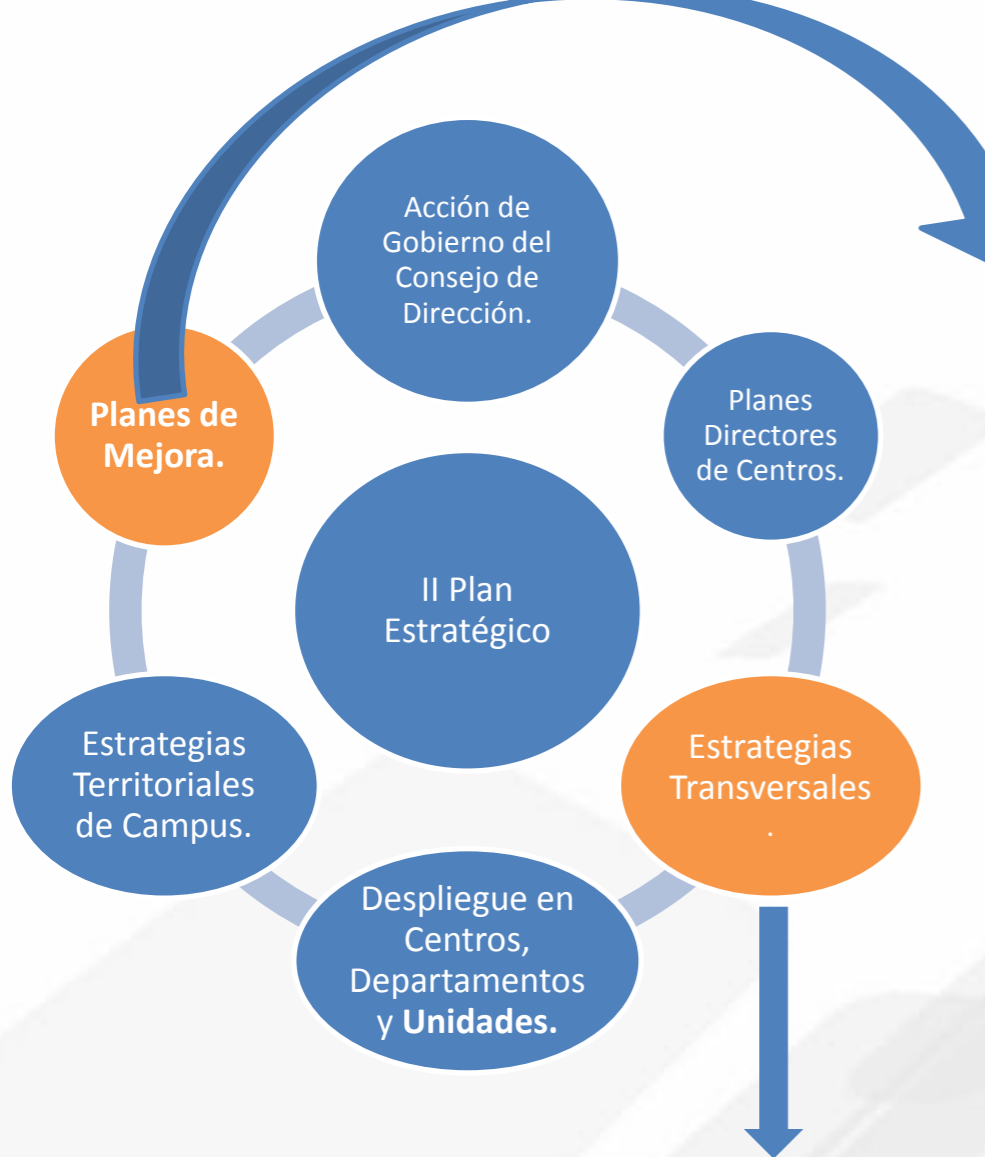 Acción de
Gobierno del
Consejo de
Dirección.
Planes
Directores
de Centros.
Estrategias
Transversales
.
Despliegue en
Centros,
Departamentos
y Unidades.
Estrategias
Territoriales
de Campus.
Planes de
Mejora.
II Plan
Estratégico